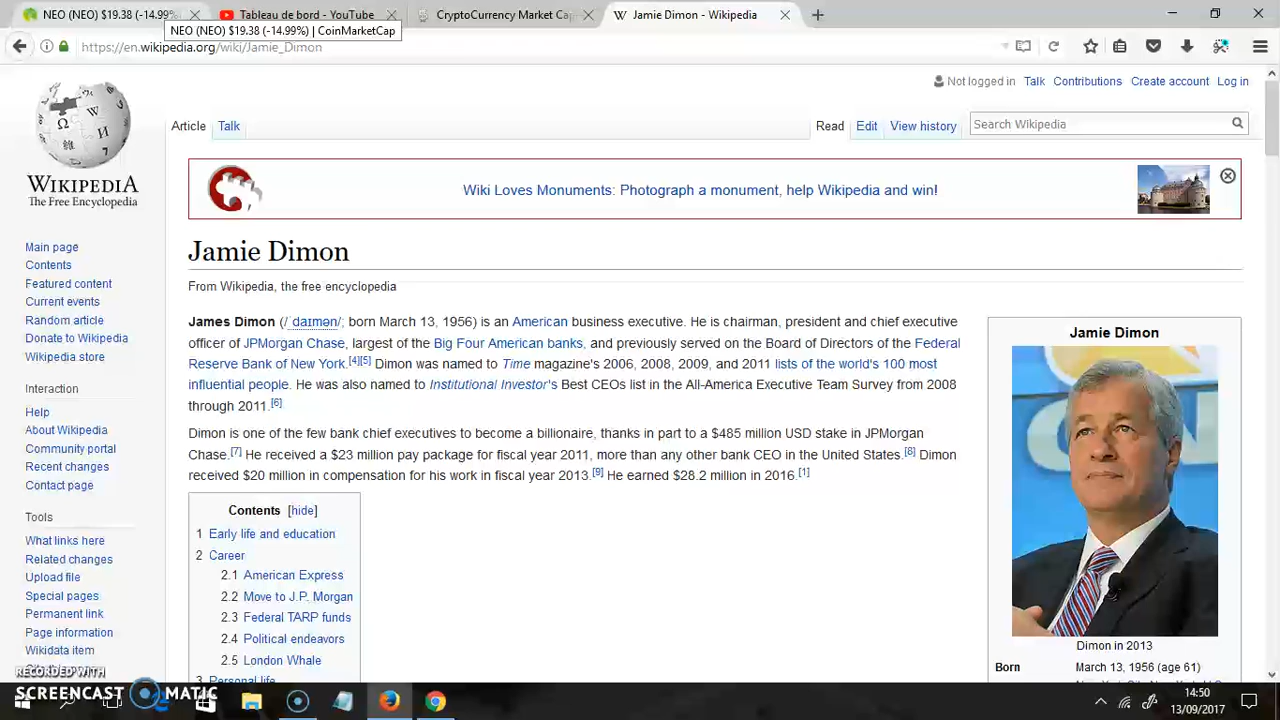 NEO (NEO) $19.38 (-14.99%)
Tableau de bord - YouTube
CryptoCurrency Market Cap
Jamie Dimon - Wikipedia
NEO (NEO) $19.38 (-14.99%) | CoinMarketCap
https://en.wikipedia.org/wiki/Jamie_Dimon
Not logged in Talk Contributions Create account Log in
Article Talk
Read Edit View history
Search Wikipedia
WIKIPEDIA
The Free Encyclopedia
Wiki Loves Monuments: Photograph a monument, help Wikipedia and win!
Main page
Contents
Featured content
Current events
Random article
Donate to Wikipedia
Wikipedia store
Interaction
Help
About Wikipedia
Community portal
Recent changes
Contact page
Tools
What links here
Related changes
Upload file
Special pages
Permanent link
Page information
Wikidata item
Jamie Dimon
From Wikipedia, the free encyclopedia
James Dimon (/ˈdaɪmən/; born March 13, 1956) is an American business executive. He is chairman, president and chief executive
officer of JPMorgan Chase, largest of the Big Four American banks, and previously served on the Board of Directors of the Federal
Reserve Bank of New York.[4][5] Dimon was named to Time magazine's 2006, 2008, 2009, and 2011 lists of the world's 100 most
influential people. He was also named to Institutional Investor's Best CEOs list in the All-America Executive Team Survey from 2008
through 2011.[6]
Dimon is one of the few bank chief executives to become a billionaire, thanks in part to a $485 million USD stake in JPMorgan
Chase.[7] He received a $23 million pay package for fiscal year 2011, more than any other bank CEO in the United States.[8] Dimon
received $20 million in compensation for his work in fiscal year 2013.[9] He earned $28.2 million in 2016.[1]
Contents [hide]
1 Early life and education
2 Career
2.1 American Express
2.2 Move to J.P. Morgan
2.3 Federal TARP funds
2.4 Political endeavors
2.5 London Whale
3 Personal life
Jamie Dimon
Dimon in 2013
Born March 13, 1956 (age 61)
RECORDED WITH
SCREENCAST MATIC
14:50
13/09/2017